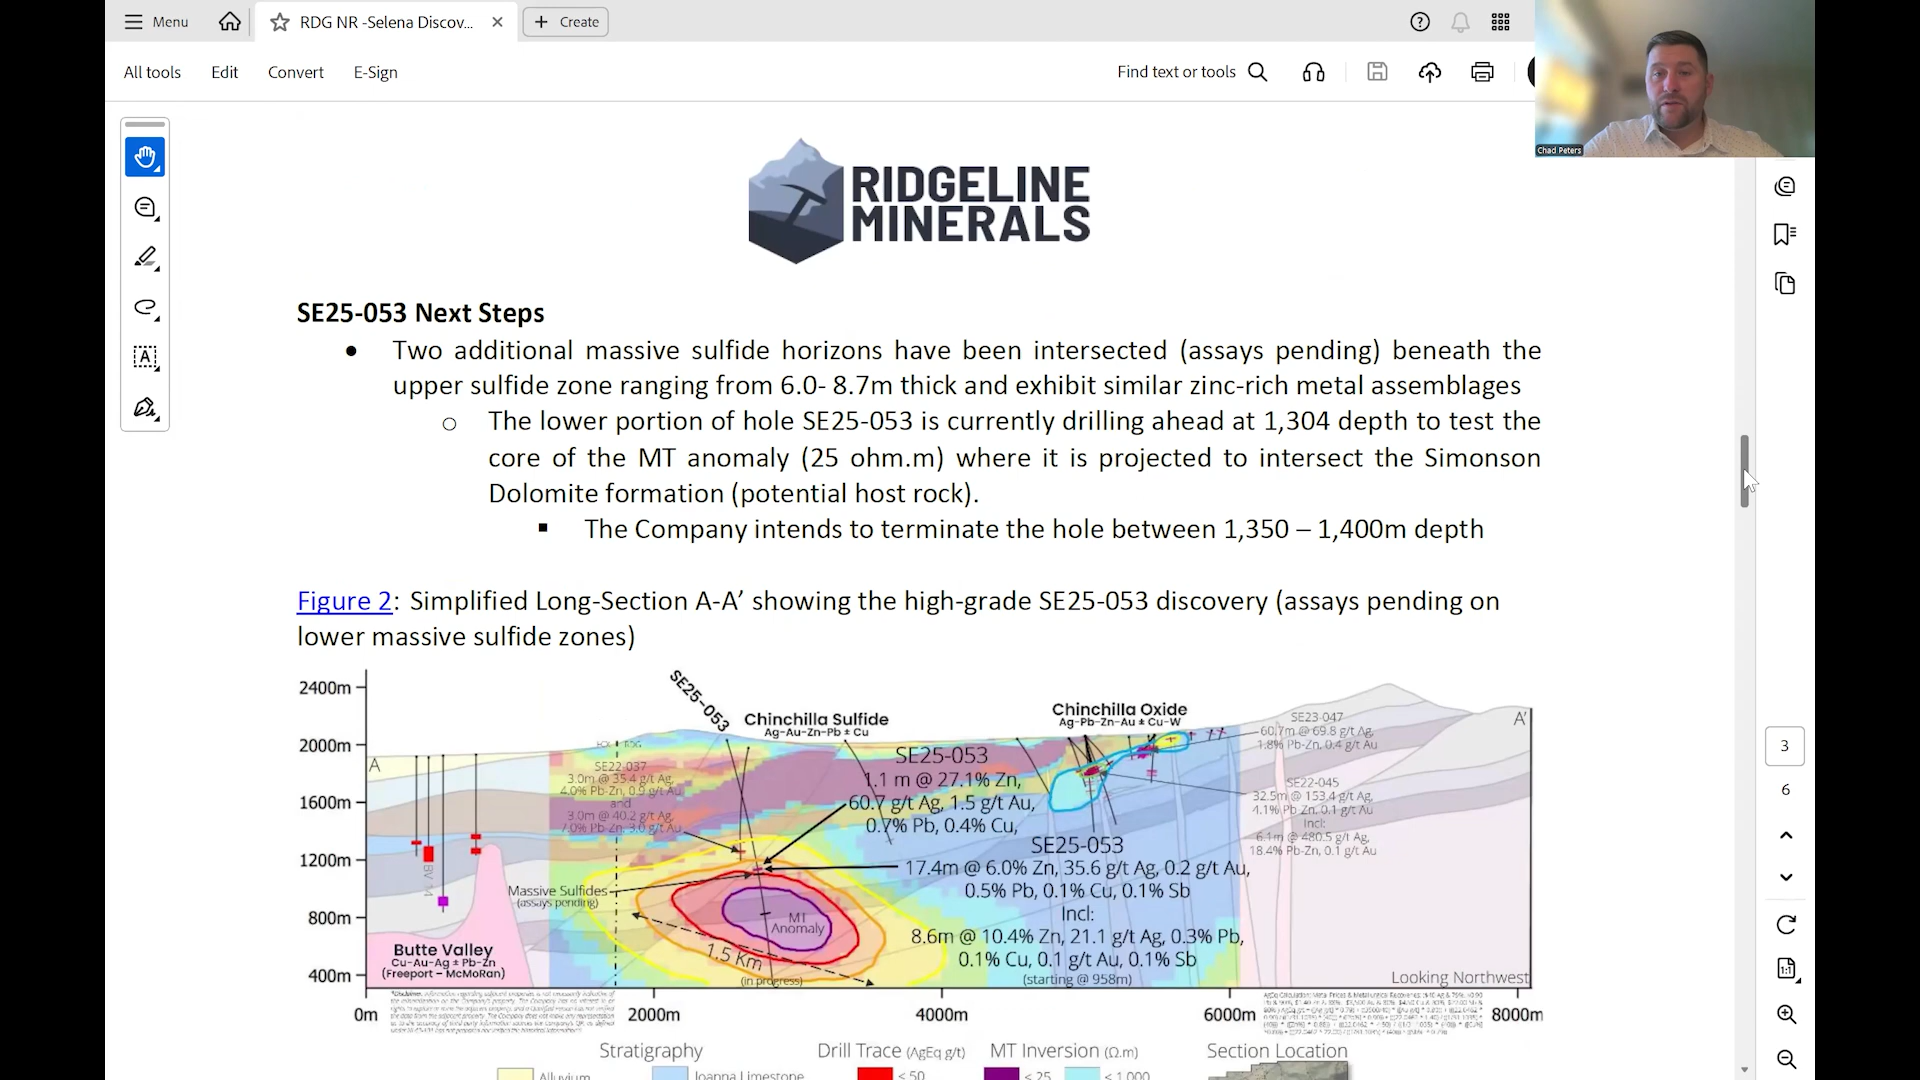 Menu
RDG NR -Selena Discov...
Create
All tools
Edit
Convert
E-Sign
Find text or tools
Chad Peters
RIDGELINE
MINERALS
SE25-053 Next Steps
Two additional massive sulfide horizons have been intersected (assays pending) beneath the
upper sulfide zone ranging from 6.0- 8.7m thick and exhibit similar zinc-rich metal assemblages
The lower portion of hole SE25-053 is currently drilling ahead at 1,304 depth to test the
core of the MT anomaly (25 ohm.m) where it is projected to intersect the Simonson
Dolomite formation (potential host rock).
The Company intends to terminate the hole between 1,350 – 1,400m depth
Figure 2: Simplified Long-Section A-A’ showing the high-grade SE25-053 discovery (assays pending on
lower massive sulfide zones)
2400m
2000m
1600m
1200m
800m
400m
A
A'
SE25-053
Chinchilla Sulfide
Ag-Au-Zn-Pb ± Cu
Chinchilla Oxide
Ag-Pb-Zn-Au ± Cu-W
SE23-047
60.7m @ 69.8 g/t Ag,
1.8% Pb-Zn, 0.4 g/t Au
SE22-037
3.0m @ 35.4 g/t Ag,
4.0% Pb-Zn, 0.9 g/t Au
and
3.0m @ 40.2 g/t Ag,
7.0% Pb-Zn, 3.0 g/t Au
SE25-053
1.1 m @ 27.1% Zn,
60.7 g/t Ag, 1.5 g/t Au,
0.7% Pb, 0.4% Cu,
SE22-045
32.5m @ 153.4 g/t Ag,
4.1% Pb-Zn, 0.1 g/t Au
Incl:
6.1m @ 480.5 g/t Ag,
18.4% Pb-Zn, 0.1 g/t Au
SE25-053
17.4m @ 6.0% Zn, 35.6 g/t Ag, 0.2 g/t Au,
0.5% Pb, 0.1% Cu, 0.1% Sb
Incl:
8.6m @ 10.4% Zn, 21.1 g/t Ag, 0.3% Pb,
0.1% Cu, 0.1 g/t Au, 0.1% Sb
(starting @ 958m)
Massive Sulfides
(assays pending)
MT
Anomaly
1.5 Km
(in progress)
Butte Valley
Cu-Au-Ag ± Pb-Zn
(Freeport – McMoRan)
Looking Northwest
0m
2000m
4000m
6000m
8000m
Stratigraphy
Drill Trace (AgEq g/t)
MT Inversion (Ω.m)
Section Location
Alluvium
Joanna Limestone
< 50
< 25
< 1,000
3
6